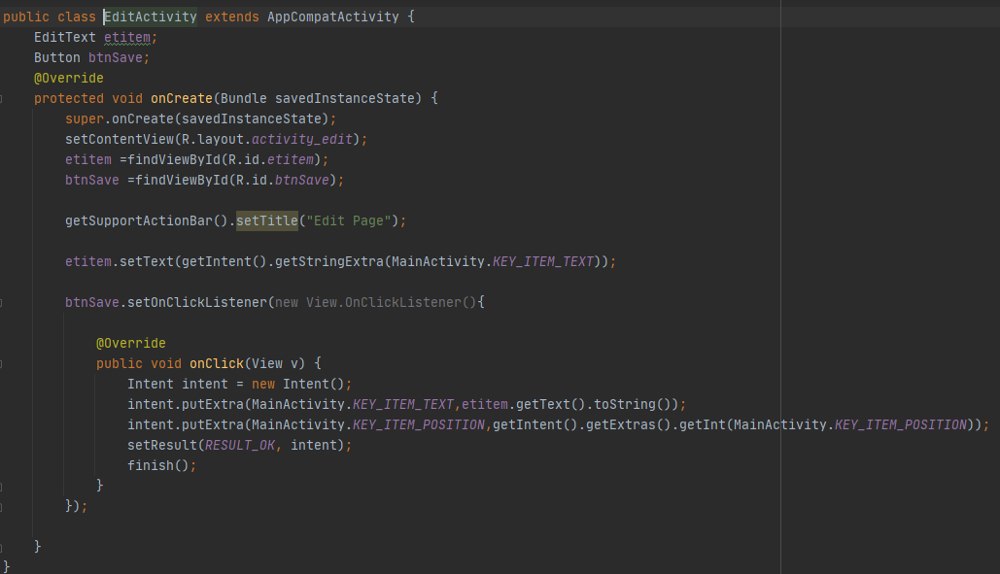 public class EditActivity extends AppCompatActivity {
    EditText etitem;
    Button btnSave;
    @Override
    protected void onCreate(Bundle savedInstanceState) {
        super.onCreate(savedInstanceState);
        setContentView(R.layout.activity_edit);
        etitem =findViewById(R.id.etitem);
        btnSave =findViewById(R.id.btnSave);

        getSupportActionBar().setTitle("Edit Page");

        etitem.setText(getIntent().getStringExtra(MainActivity.KEY_ITEM_TEXT));

        btnSave.setOnClickListener(new View.OnClickListener(){

            @Override
            public void onClick(View v) {
                Intent intent = new Intent();
                intent.putExtra(MainActivity.KEY_ITEM_TEXT,etitem.getText().toString());
                intent.putExtra(MainActivity.KEY_ITEM_POSITION,getIntent().getExtras().getInt(MainActivity.KEY_ITEM_POSITION));
                setResult(RESULT_OK, intent);
                finish();
            }
        });

    }
}